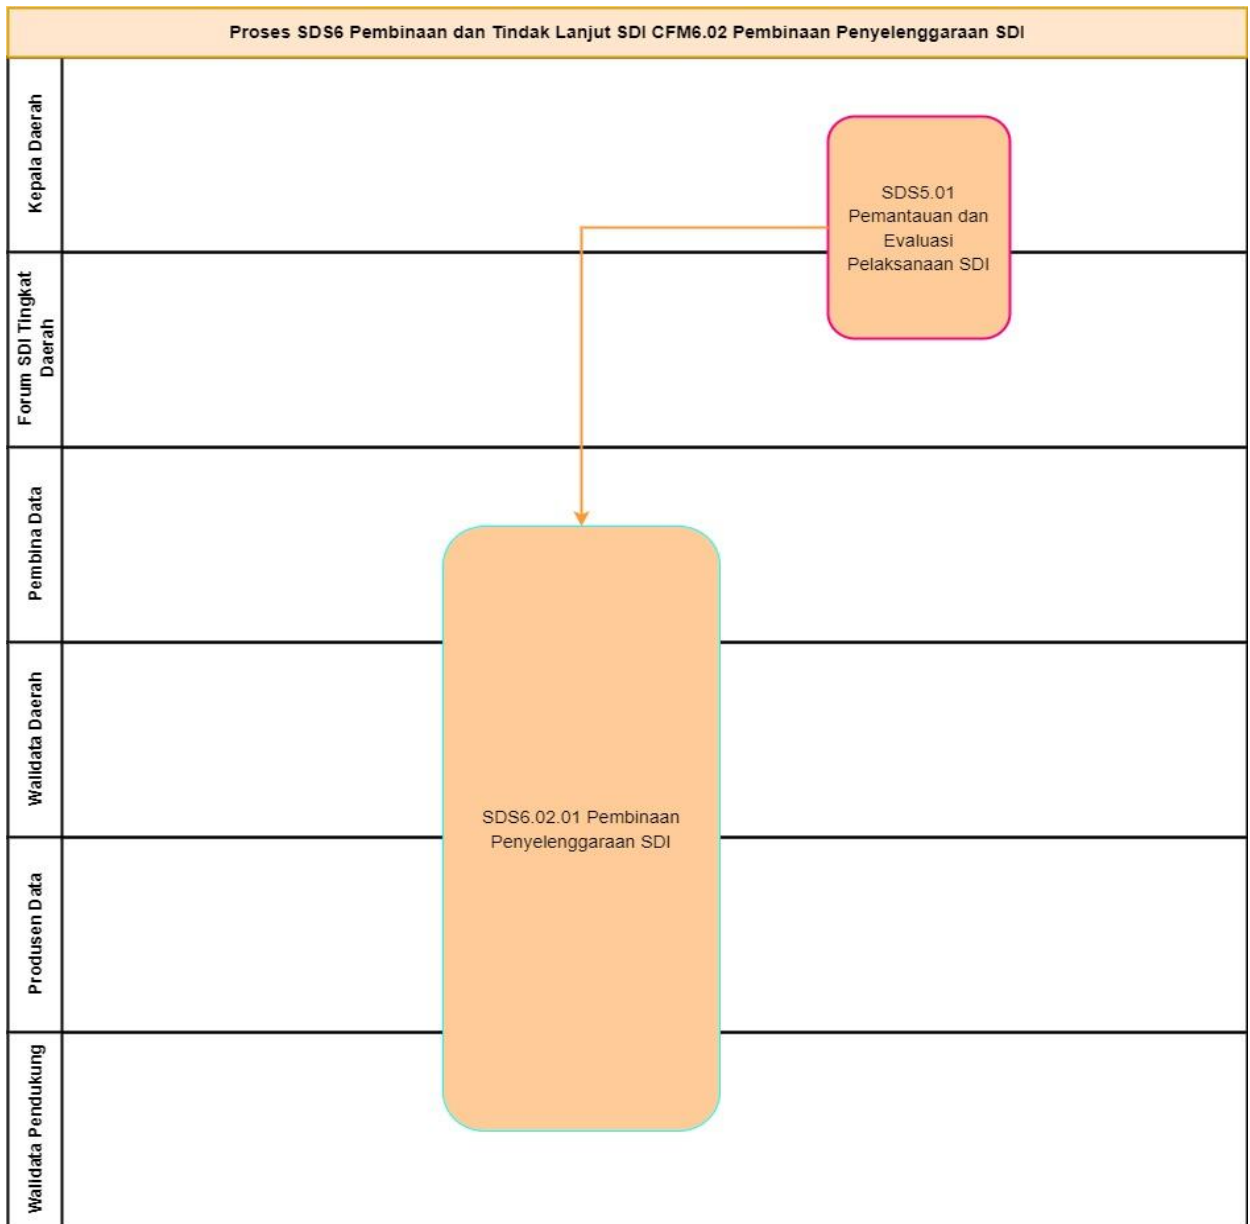 Proses SDS6 Pembinaan dan Tindak Lanjut SDI CFM6.02 Pembinaan Penyelenggaraan SDI
Kepala Daerah
SDS5.01
Pemantauan dan
Evaluasi
Pelaksanaan SDI
Forum SDI Tingkat
Daerah
Pembina Data
Walidata Daerah
SDS6.02.01 Pembinaan
Penyelenggaraan SDI
Produsen Data
Walidata Pendukung